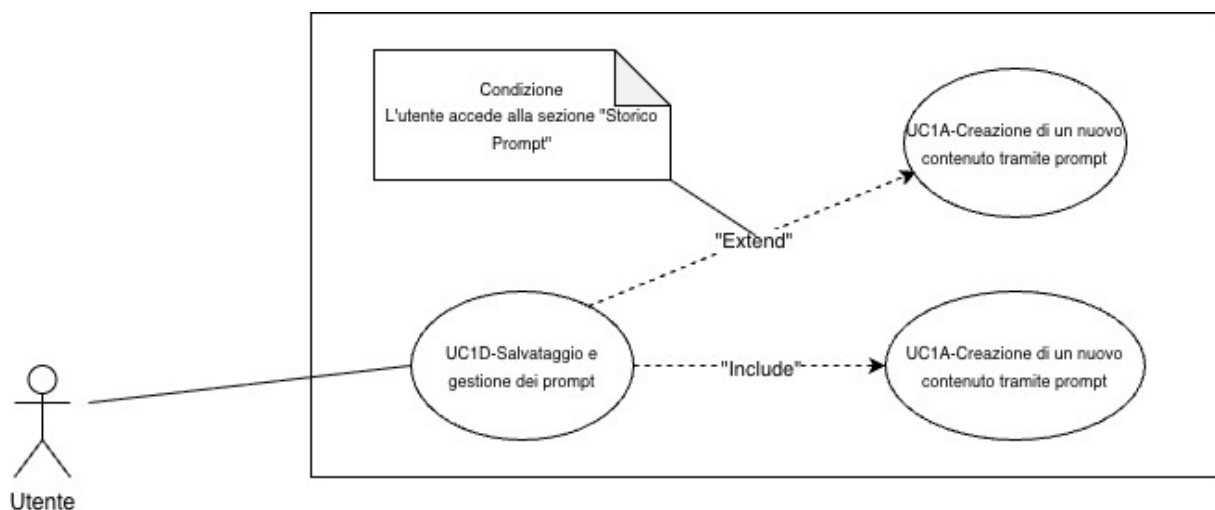 Condizione
L'utente accede alla sezione "Storico
Prompt"
UC1A-Creazione di un nuovo
contenuto tramite prompt
"Extend"
UC1D-Salvataggio e
gestione dei prompt
"Include"
UC1A-Creazione di un nuovo
contenuto tramite prompt
Utente